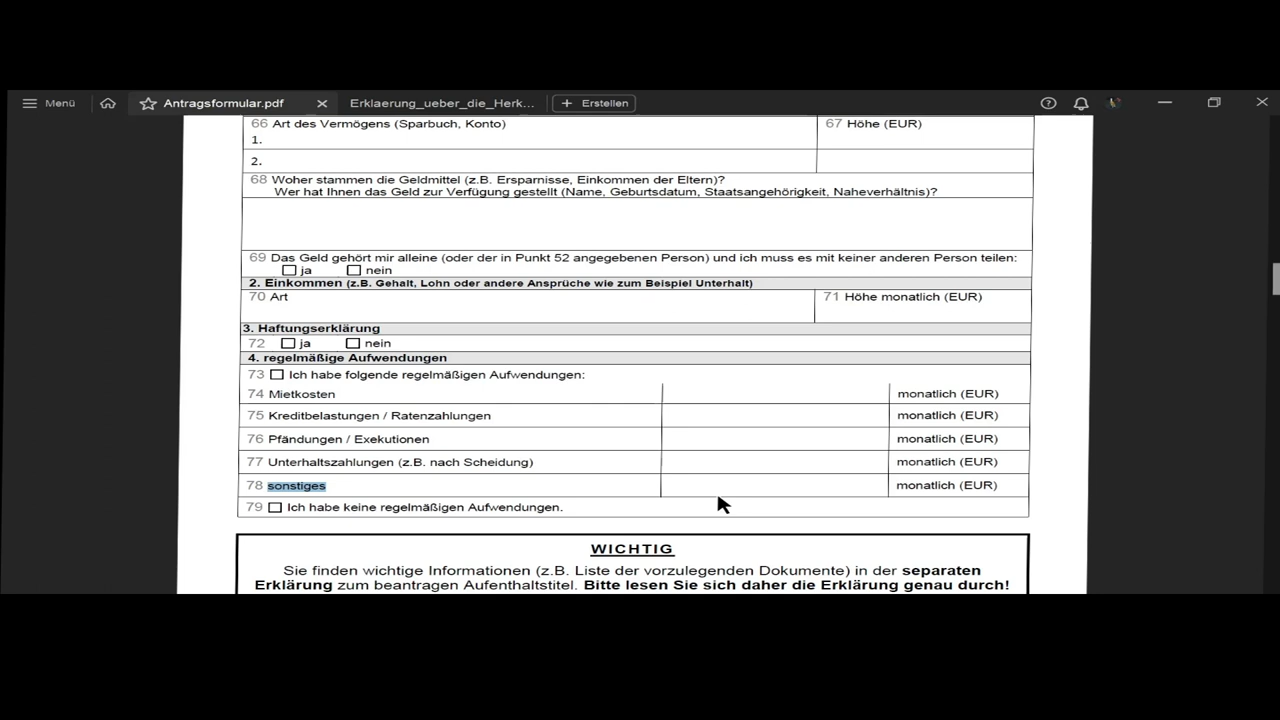 Menü Antragsformular.pdf Erklaerung_ueber_die_Herk... Erstellen
66 Art des Vermögens (Sparbuch, Konto) 67 Höhe (EUR)
1.
2.
68 Woher stammen die Geldmittel (z.B. Ersparnisse, Einkommen der Eltern)?
Wer hat Ihnen das Geld zur Verfügung gestellt (Name, Geburtsdatum, Staatsangehörigkeit, Naheverhältnis)?
69 Das Geld gehört mir alleine (oder der in Punkt 52 angegebenen Person) und ich muss es mit keiner anderen Person teilen:
ja nein
2. Einkommen (z.B. Gehalt, Lohn oder andere Ansprüche wie zum Beispiel Unterhalt)
70 Art 71 Höhe monatlich (EUR)
3. Haftungserklärung
72 ja nein
4. regelmäßige Aufwendungen
73 Ich habe folgende regelmäßigen Aufwendungen:
74 Mietkosten monatlich (EUR)
75 Kreditbelastungen / Ratenzahlungen monatlich (EUR)
76 Pfändungen / Exekutionen monatlich (EUR)
77 Unterhaltszahlungen (z.B. nach Scheidung) monatlich (EUR)
78 sonstiges monatlich (EUR)
79 Ich habe keine regelmäßigen Aufwendungen.
WICHTIG
Sie finden wichtige Informationen (z.B. Liste der vorzulegenden Dokumente) in der separaten
Erklärung zum beantragen Aufenthaltstitel. Bitte lesen Sie sich daher die Erklärung genau durch!